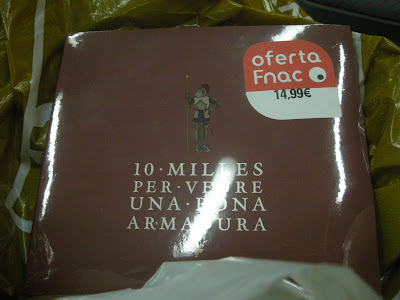 oferta
Fnac
14,99€
10·MILLES
PER·VEURE
UNA·BONA
ARMADURA